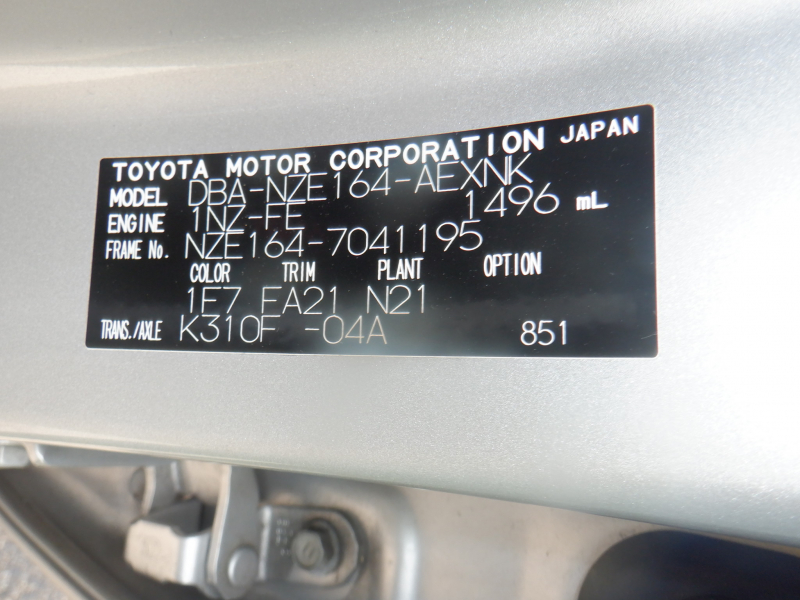 TOYOTA MOTOR CORPORATION JAPAN
MODEL DBA-NZE164-AEXNK
ENGINE 1NZ-FE 1496 mL
FRAME No. NZE164-7041195
COLOR TRIM PLANT OPTION
1F7 EA21 N21
TRANS./AXLE K310F -04A 851